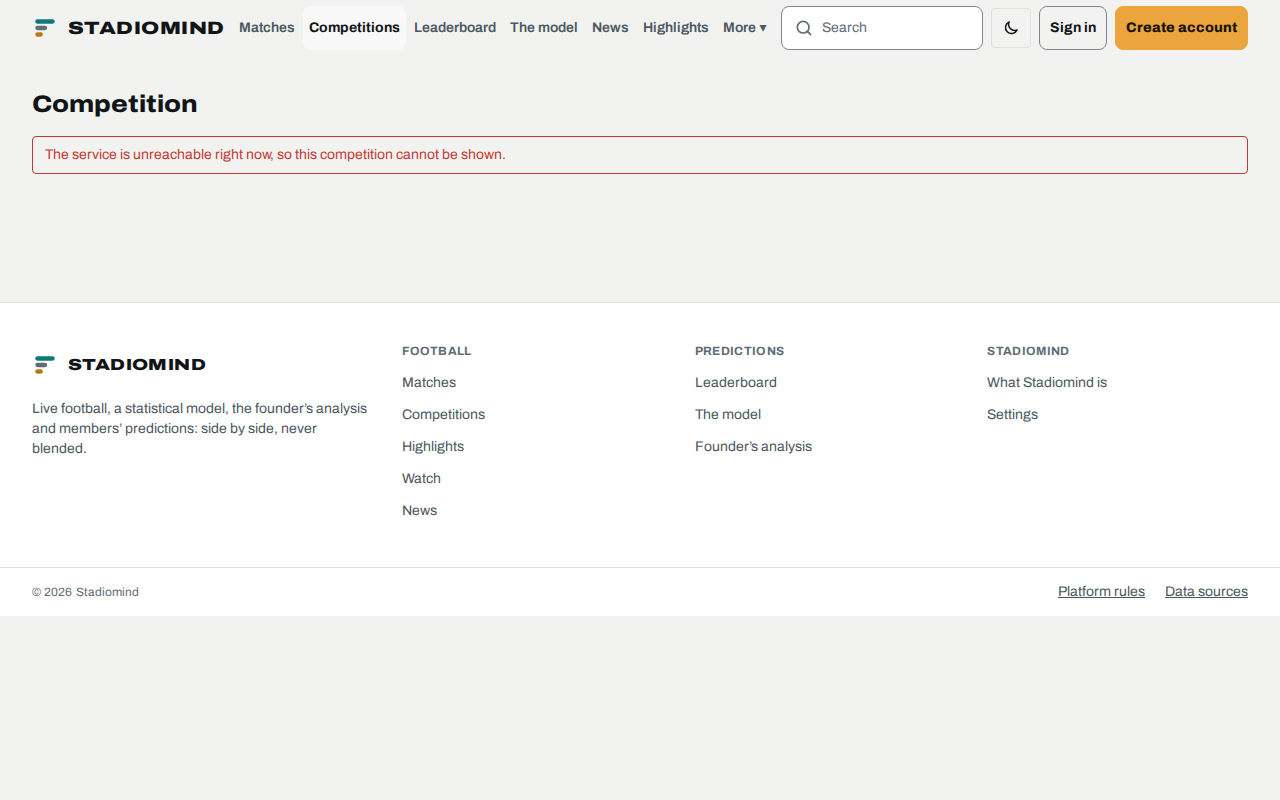 STADIOMIND Matches Competitions Leaderboard The model News Highlights More ▾ Search Sign in Create account
Competition
The service is unreachable right now, so this competition cannot be shown.
STADIOMIND
Live football, a statistical model, the founder’s analysis
and members’ predictions: side by side, never
blended.
FOOTBALL
Matches
Competitions
Highlights
Watch
News
PREDICTIONS
Leaderboard
The model
Founder’s analysis
STADIOMIND
What Stadiomind is
Settings
© 2026 Stadiomind
Platform rules Data sources